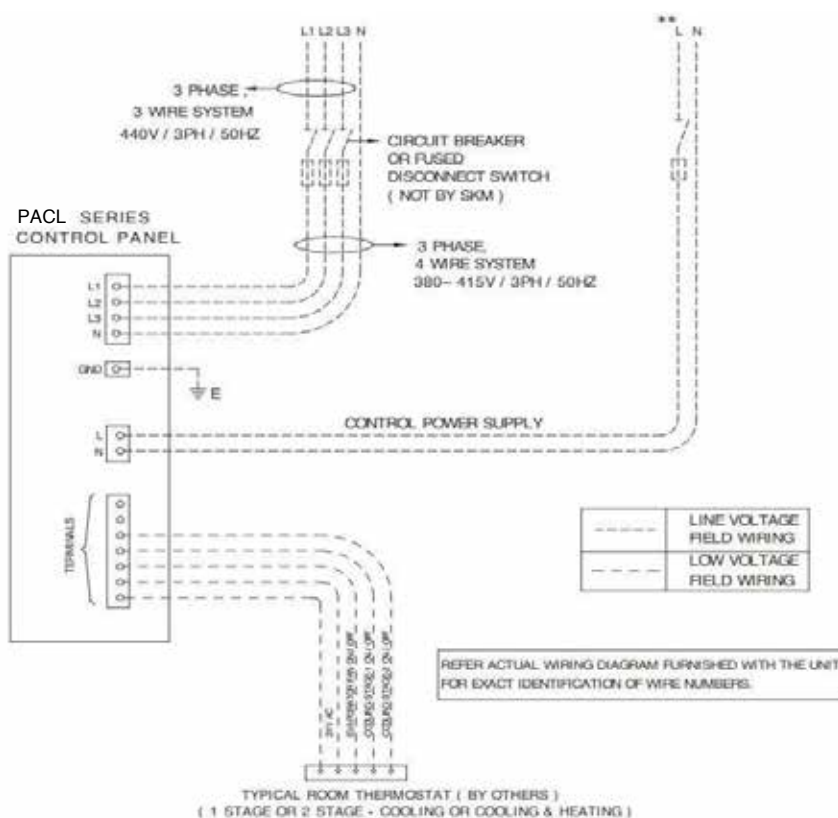 L1 L2 L3 N
** L N
3 PHASE,
3 WIRE SYSTEM
440V / 3PH / 50HZ
CIRCUIT BREAKER
OR FUSED
DISCONNECT SWITCH
( NOT BY SKM )
PACL SERIES
CONTROL PANEL
3 PHASE,
4 WIRE SYSTEM
380– 415V / 3PH / 50HZ
L1
L2
L3
N
GND
E
CONTROL POWER SUPPLY
L
N
TERMINALS
LINE VOLTAGE
FIELD WIRING
LOW VOLTAGE
FIELD WIRING
REFER ACTUAL WIRING DIAGRAM FURNISHED WITH THE UNIT
FOR EXACT IDENTIFICATION OF WIRE NUMBERS.
TYPICAL ROOM THERMOSTAT ( BY OTHERS )
( 1 STAGE OR 2 STAGE - COOLING OR COOLING & HEATING )